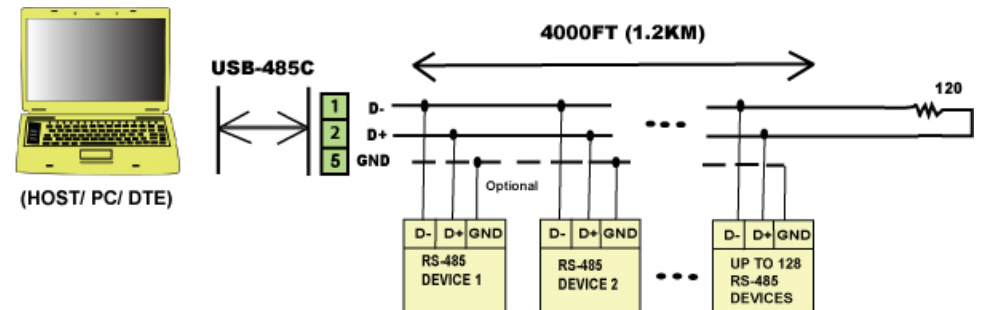 4000FT (1.2KM)
USB-485C
120
1 D-
2 D+
5 GND
Optional
(HOST/ PC/ DTE)
D- D+ GND
RS-485
DEVICE 1
D- D+ GND
RS-485
DEVICE 2
D- D+ GND
UP TO 128
RS-485
DEVICES